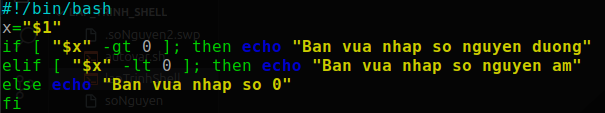 #!/bin/bash
x="$1"
if [ "$x" -gt 0 ]; then echo "Ban vua nhap so nguyen duong"
elif [ "$x" -lt 0 ]; then echo "Ban vua nhap so nguyen am"
else echo "Ban vua nhap so 0"
fi